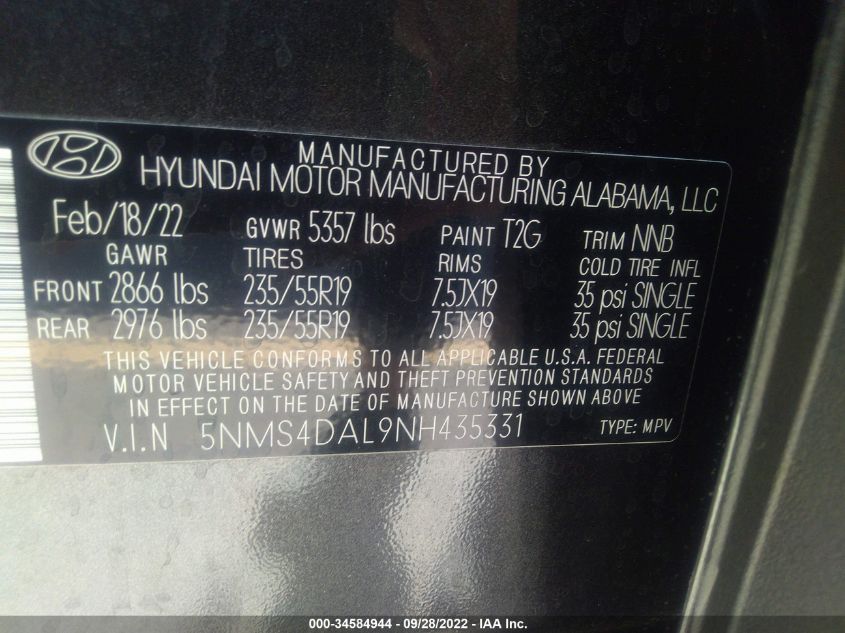 MANUFACTURED BY
HYUNDAI MOTOR MANUFACTURING ALABAMA, LLC
Feb/18/22 GVWR 5357 lbs PAINT T2G TRIM NNB
GAWR TIRES RIMS COLD TIRE INFL
FRONT 2866 lbs 235/55R19 7.5JX19 35 psi SINGLE
REAR 2976 lbs 235/55R19 7.5JX19 35 psi SINGLE
THIS VEHICLE CONFORMS TO ALL APPLICABLE U.S.A. FEDERAL
MOTOR VEHICLE SAFETY AND THEFT PREVENTION STANDARDS
IN EFFECT ON THE DATE OF MANUFACTURE SHOWN ABOVE
V.I.N 5NMS4DAL9NH435331 TYPE: MPV
000-34584944 - 09/28/2022 - IAA Inc.